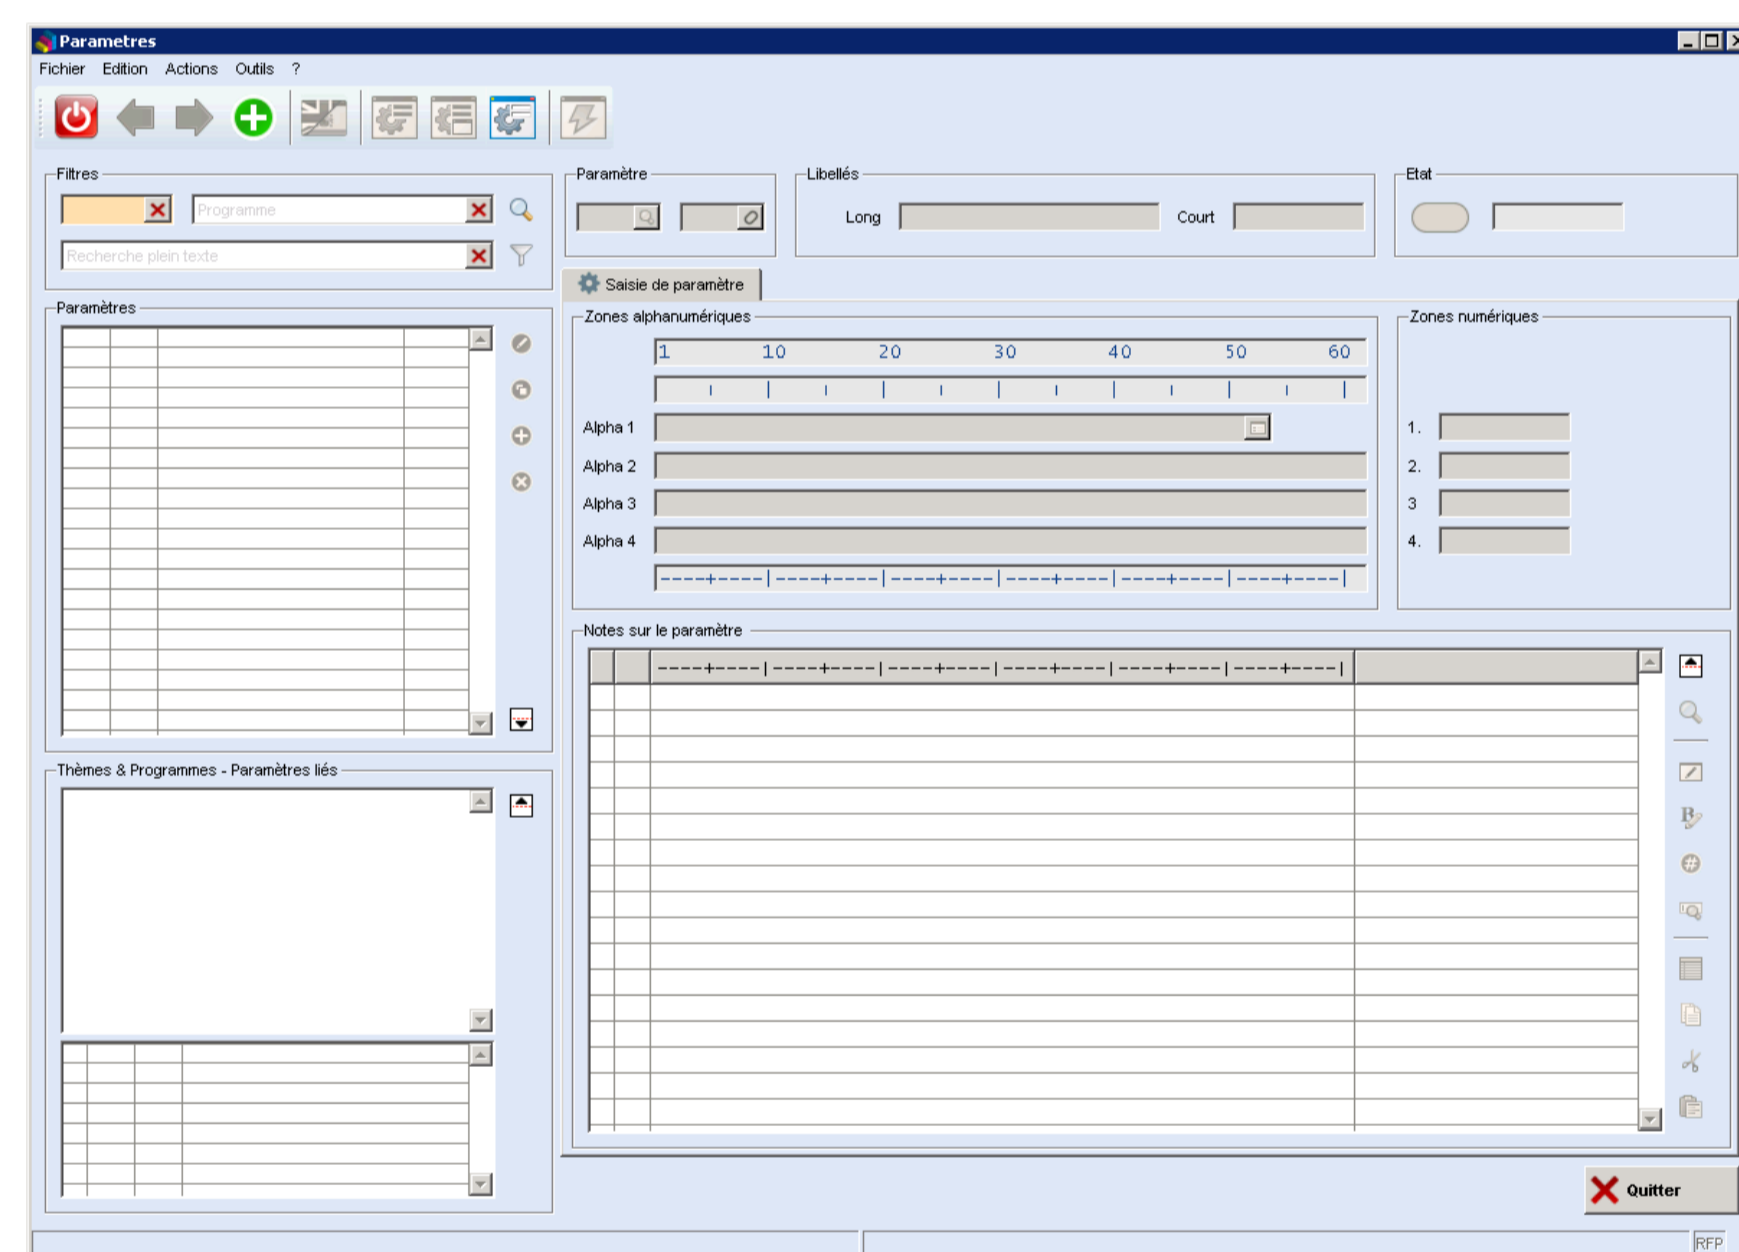 Parametres
Fichier Edition Actions Outils ?
Filtres
Programme
Recherche plein texte
Paramètre
Libellés
Long
Court
Etat
Paramètres
Saisie de paramètre
Zones alphanumériques
1 10 20 30 40 50 60
Alpha 1
Alpha 2
Alpha 3
Alpha 4
----+----|----+----|----+----|----+----|----+----|----+----|
Zones numériques
1.
2.
3
4.
Notes sur le paramètre
----+----|----+----|----+----|----+----|----+----|----+----|
Thèmes & Programmes - Paramètres liés
Quitter
RFP